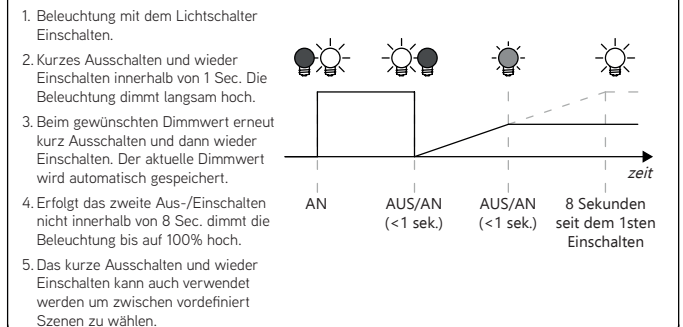 1. Beleuchtung mit dem Lichtschalter
Einschalten.
2. Kurzes Ausschalten und wieder
Einschalten innerhalb von 1 Sec. Die
Beleuchtung dimmt langsam hoch.
3. Beim gewünschten Dimmwert erneut
kurz Ausschalten und dann wieder
Einschalten. Der aktuelle Dimmwert
wird automatisch gespeichert.
4. Erfolgt das zweite Aus-/Einschalten
nicht innerhalb von 8 Sec. dimmt die
Beleuchtung bis auf 100% hoch.
5. Das kurze Ausschalten und wieder
Einschalten kann auch verwendet
werden um zwischen vordefiniert
Szenen zu wählen.
zeit
AN
AUS/AN
(<1 sek.)
AUS/AN
(<1 sek.)
8 Sekunden
seit dem 1sten
Einschalten